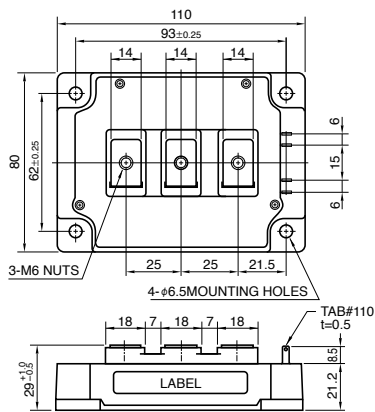 110
93±0.25
14 14 14
80
62±0.25
6
15
6
3-M6 NUTS
25 25 21.5
4-φ6.5MOUNTING HOLES
TAB#110
t=0.5
18 7 18 7 18
29+1.0 -0.5
8.5
21.2
LABEL